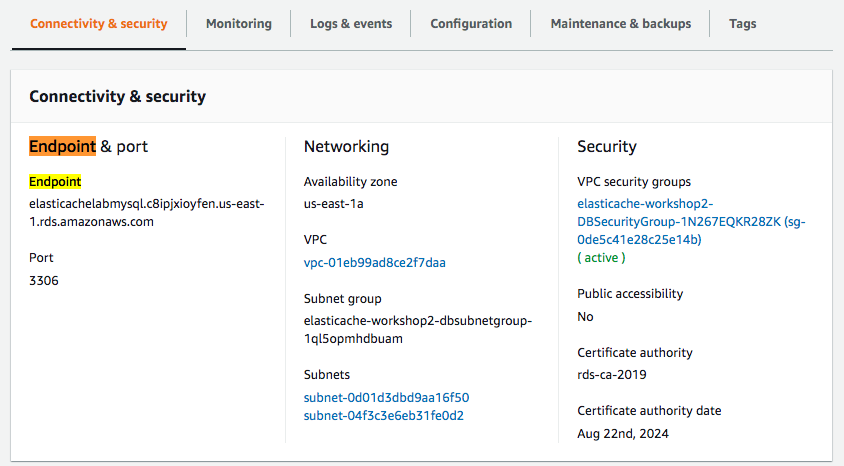 Connectivity & security
Monitoring
Logs & events
Configuration
Maintenance & backups
Tags
Connectivity & security
Endpoint & port
Endpoint
elasticachelabmysql.c8ipjxioyfen.us-east-
1.rds.amazonaws.com
Port
3306
Networking
Availability zone
us-east-1a
VPC
vpc-01eb99ad8ce2f7daa
Subnet group
elasticache-workshop2-dbsubnetgroup-
1ql5opmhdbuam
Subnets
subnet-0d01d3dbd9aa16f50
subnet-04f3c3e6eb31fe0d2
Security
VPC security groups
elasticache-workshop2-
DBSecurityGroup-1N267EQKR28ZK (sg-
0de5c41e28c25e14b)
( active )
Public accessibility
No
Certificate authority
rds-ca-2019
Certificate authority date
Aug 22nd, 2024